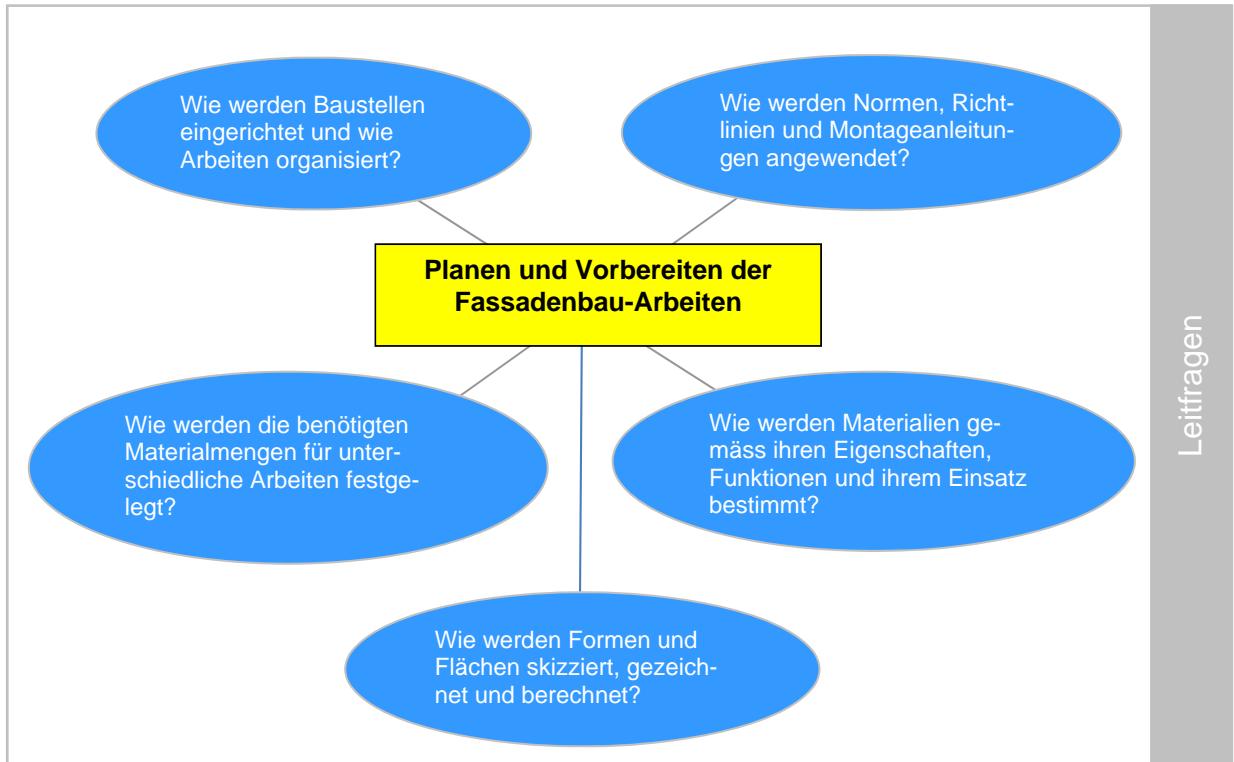 Wie werden Baustellen
eingerichtet und wie
Arbeiten organisiert?
Wie werden Normen, Richt-
linien und Montageanleitun-
gen angewendet?
Planen und Vorbereiten der
Fassadenbau-Arbeiten
Wie werden die benötigten
Materialmengen für unter-
schiedliche Arbeiten festge-
legt?
Wie werden Materialien ge-
mäss ihren Eigenschaften,
Funktionen und ihrem Einsatz
bestimmt?
Wie werden Formen und
Flächen skizziert, gezeich-
net und berechnet?
Leitfragen